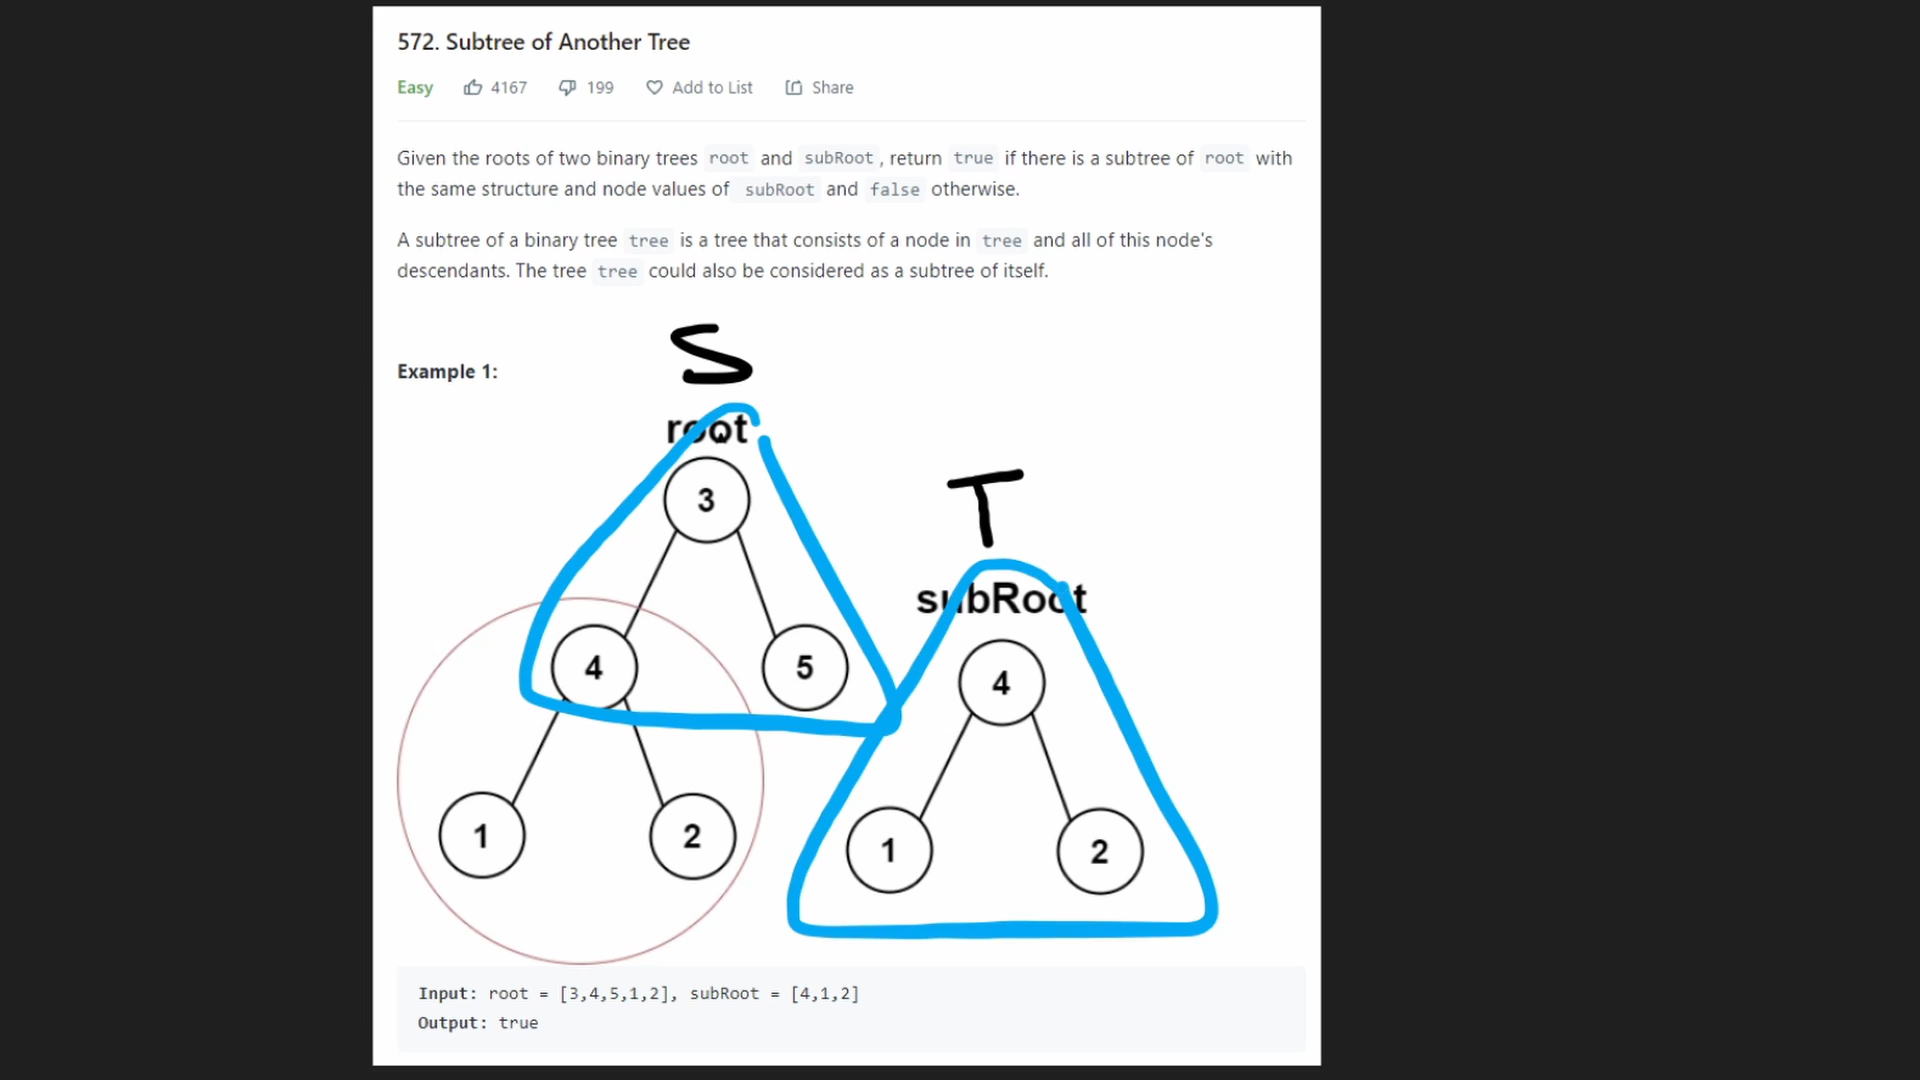 572. Subtree of Another Tree
Easy 4167 199 Add to List Share
Given the roots of two binary trees root and subRoot, return true if there is a subtree of root with
the same structure and node values of subRoot and false otherwise.
A subtree of a binary tree tree is a tree that consists of a node in tree and all of this node's
descendants. The tree tree could also be considered as a subtree of itself.
S
Example 1:
root
3
T
subRoot
4
5
4
1
2
1
2
Input: root = [3,4,5,1,2], subRoot = [4,1,2]
Output: true